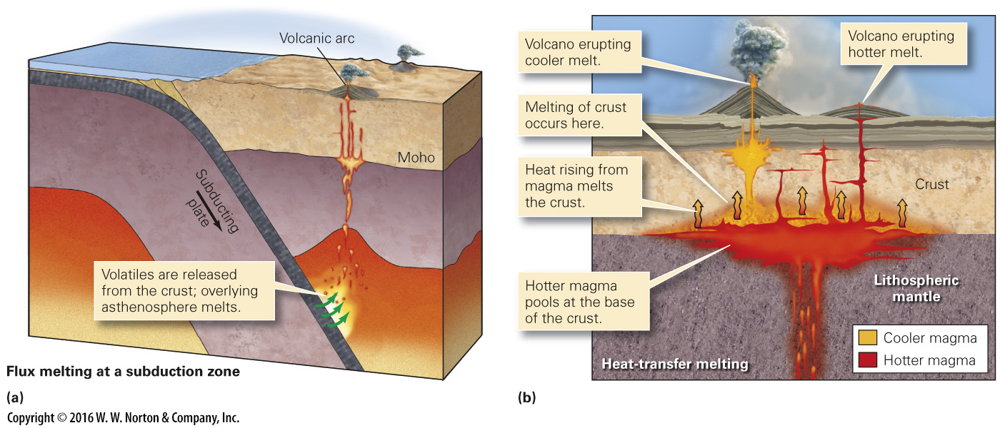 Volcanic arc
Moho
Subducting
plate
Volatiles are released
from the crust; overlying
asthenosphere melts.
Flux melting at a subduction zone
(a)
Volcano erupting
cooler melt.
Volcano erupting
hotter melt.
Melting of crust
occurs here.
Heat rising from
magma melts
the crust.
Crust
Hotter magma
pools at the base
of the crust.
Lithospheric
mantle
Cooler magma
Hotter magma
Heat-transfer melting
(b)
Copyright © 2016 W. W. Norton & Company, Inc.